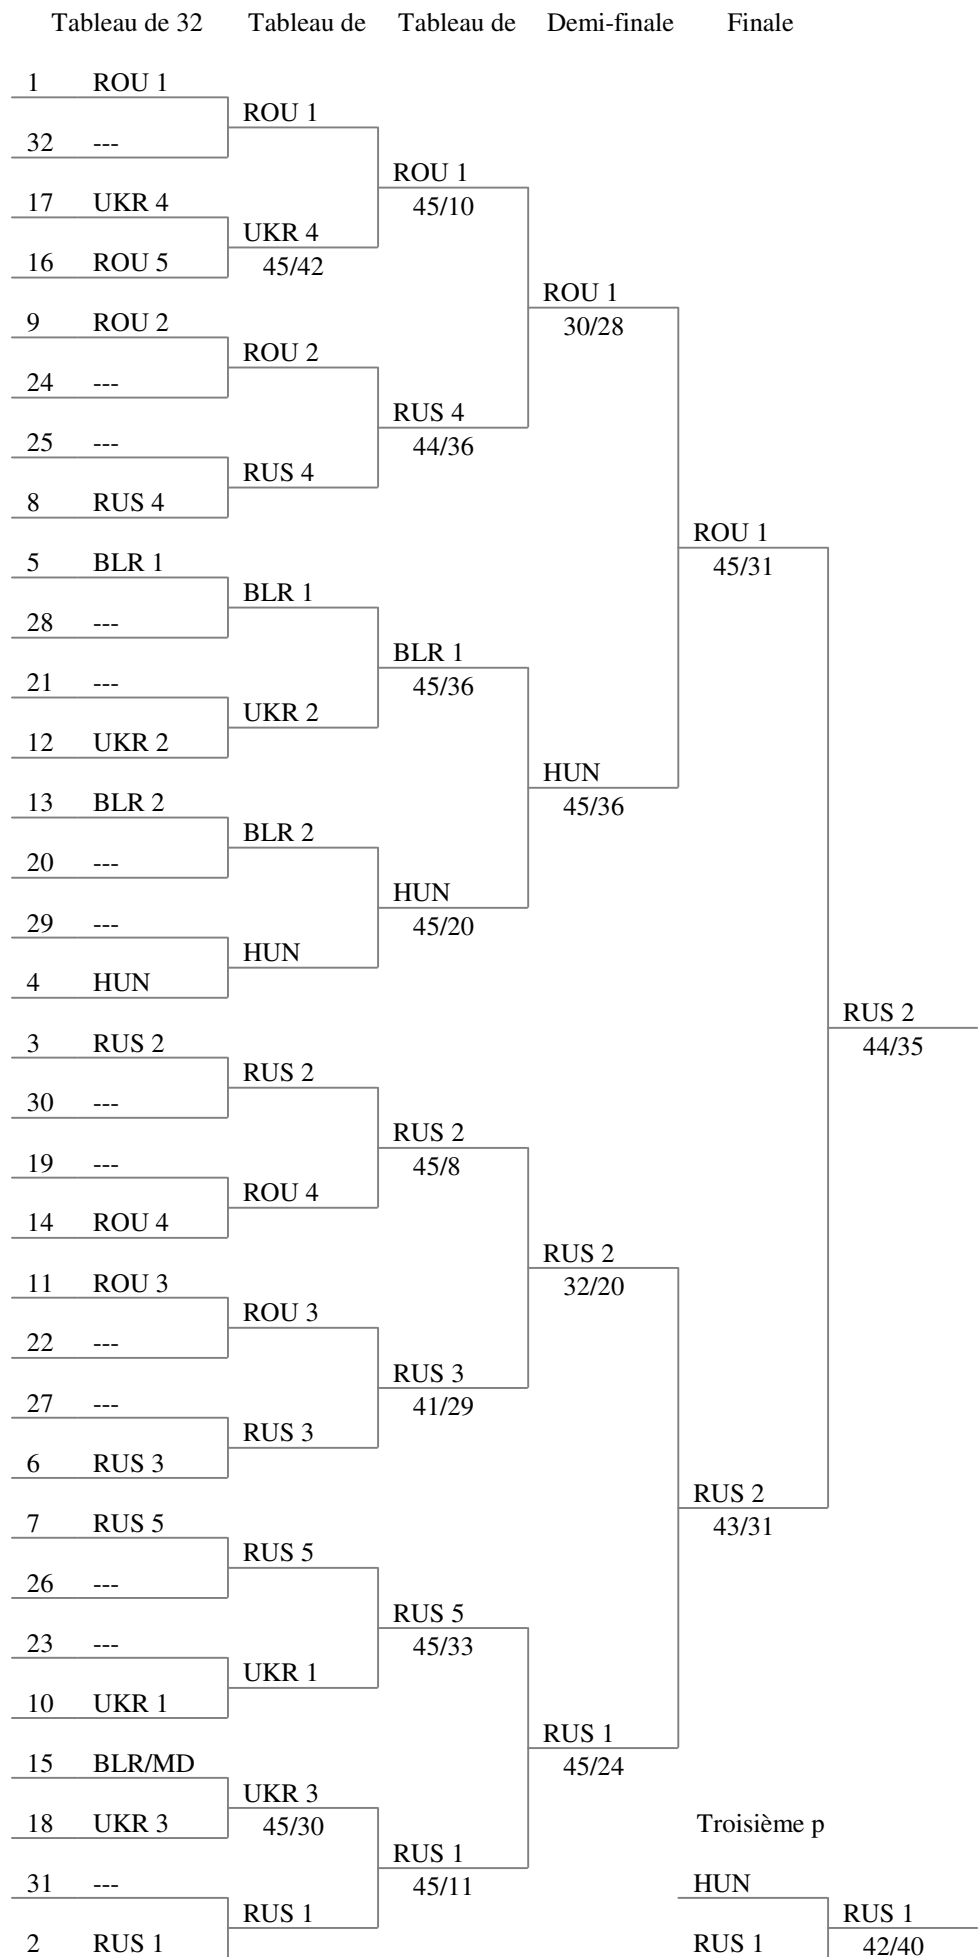 Tableau de 32 Tableau de Tableau de Demi-finale Finale
1 ROU 1
ROU 1
32 ---
ROU 1
45/10
17 UKR 4
UKR 4
45/42
16 ROU 5
ROU 1
30/28
9 ROU 2
ROU 2
24 ---
RUS 4
44/36
25 ---
RUS 4
8 RUS 4
ROU 1
45/31
5 BLR 1
BLR 1
28 ---
BLR 1
45/36
21 ---
UKR 2
12 UKR 2
HUN
45/36
13 BLR 2
BLR 2
20 ---
HUN
45/20
29 ---
HUN
4 HUN
RUS 2
44/35
3 RUS 2
RUS 2
30 ---
RUS 2
45/8
19 ---
ROU 4
14 ROU 4
RUS 2
32/20
11 ROU 3
ROU 3
22 ---
RUS 3
41/29
27 ---
RUS 3
6 RUS 3
RUS 2
43/31
7 RUS 5
RUS 5
26 ---
RUS 5
45/33
23 ---
UKR 1
10 UKR 1
RUS 1
45/24
15 BLR/MD
UKR 3
45/30
18 UKR 3
RUS 1
45/11
31 ---
RUS 1
2 RUS 1
Troisième p
HUN
RUS 1
42/40
RUS 1